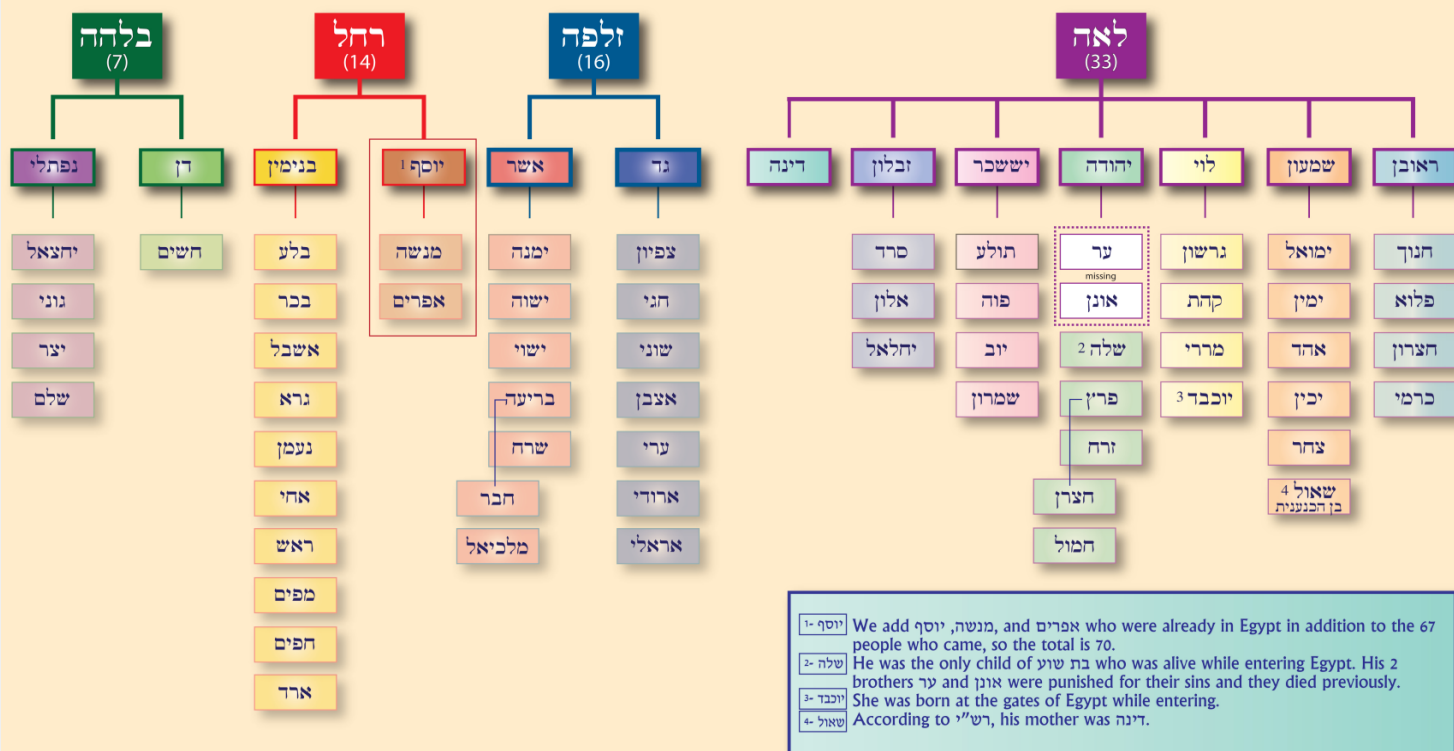 לאה
(33)
ראובן
חנוך
פלוא
חצרון
כרמי
שמעון
ימואל
ימין
אהד
יכין
צחר
שאול 4
בן הכנענית
לוי
גרשון
קהת
מררי
יוכבד 3
יהודה
ער
missing
אונן
שלה 2
פרץ
זרח
חצרן
חמול
יששכר
תולע
פוה
יוב
שמרון
זבלון
סרד
אלון
יחלאל
דינה
זלפה
(16)
גד
צפיון
חגי
שוני
אצבן
ערי
ארודי
אראלי
אשר
ימנה
ישוה
ישוי
בריעה
שרח
חבר
מלכיאל
רחל
(14)
יוסף 1
מנשה
אפרים
בנימין
בלע
בכר
אשבל
גרא
נעמן
אחי
ראש
מפים
חפים
ארד
בלהה
(7)
דן
חשים
נפתלי
יחצאל
גוני
יצר
שלם
יוסף -1 We add מנשה, יוסף, and אפרים who were already in Egypt in addition to the 67
people who came, so the total is 70.
שלה -2 He was the only child of בת שוע who was alive while entering Egypt. His 2
brothers ער and אונן were punished for their sins and they died previously.
יוכבד -3 She was born at the gates of Egypt while entering.
שאול -4 According to רש"י, his mother was דינה.